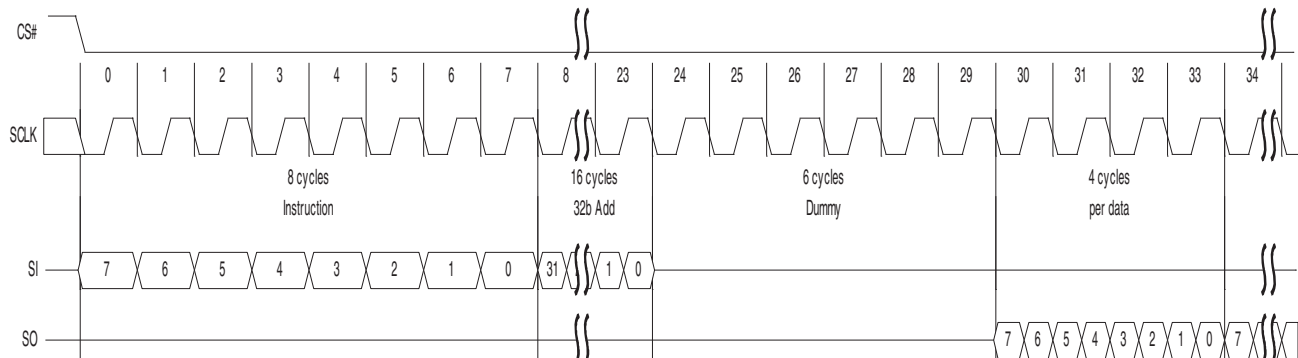 CS#
0 1 2 3 4 5 6 7 8 23 24 25 26 27 28 29 30 31 32 33 34
SCLK
8 cycles 16 cycles 6 cycles 4 cycles
Instruction 32b Add Dummy per data
SI 7 6 5 4 3 2 1 0 31 1 0
SO 7 6 5 4 3 2 1 0 7